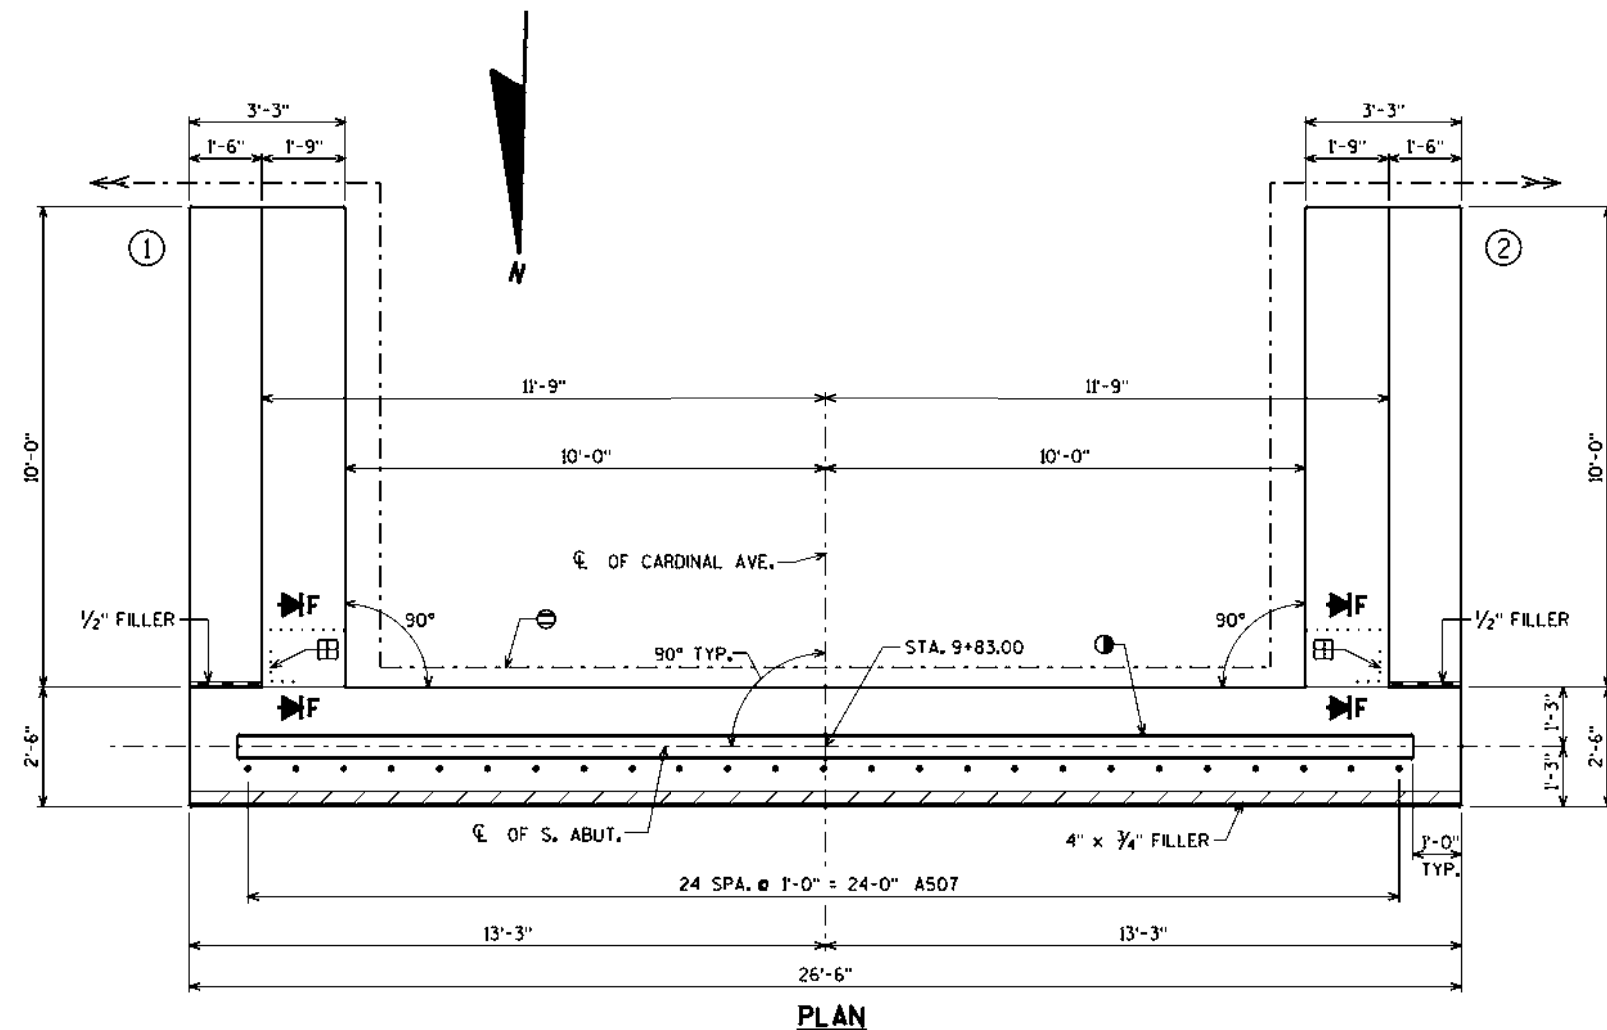 3'-3"
3'-3"
1'-6"
1'-9"
1'-9"
1'-6"
1
N
2
11'-9"
11'-9"
10'-0"
10'-0"
10'-0"
10'-0"
℄ OF CARDINAL AVE.
F
F
1/2" FILLER
90°
90°
1/2" FILLER
90° TYP.
STA. 9+83.00
F
F
1'-3"
2'-6"
2'-6"
1'-3"
℄ OF S. ABUT.
4" x 3/4" FILLER
1'-0"
TYP.
24 SPA. @ 1'-0" = 24-0" A507
13'-3"
13'-3"
26'-6"
PLAN